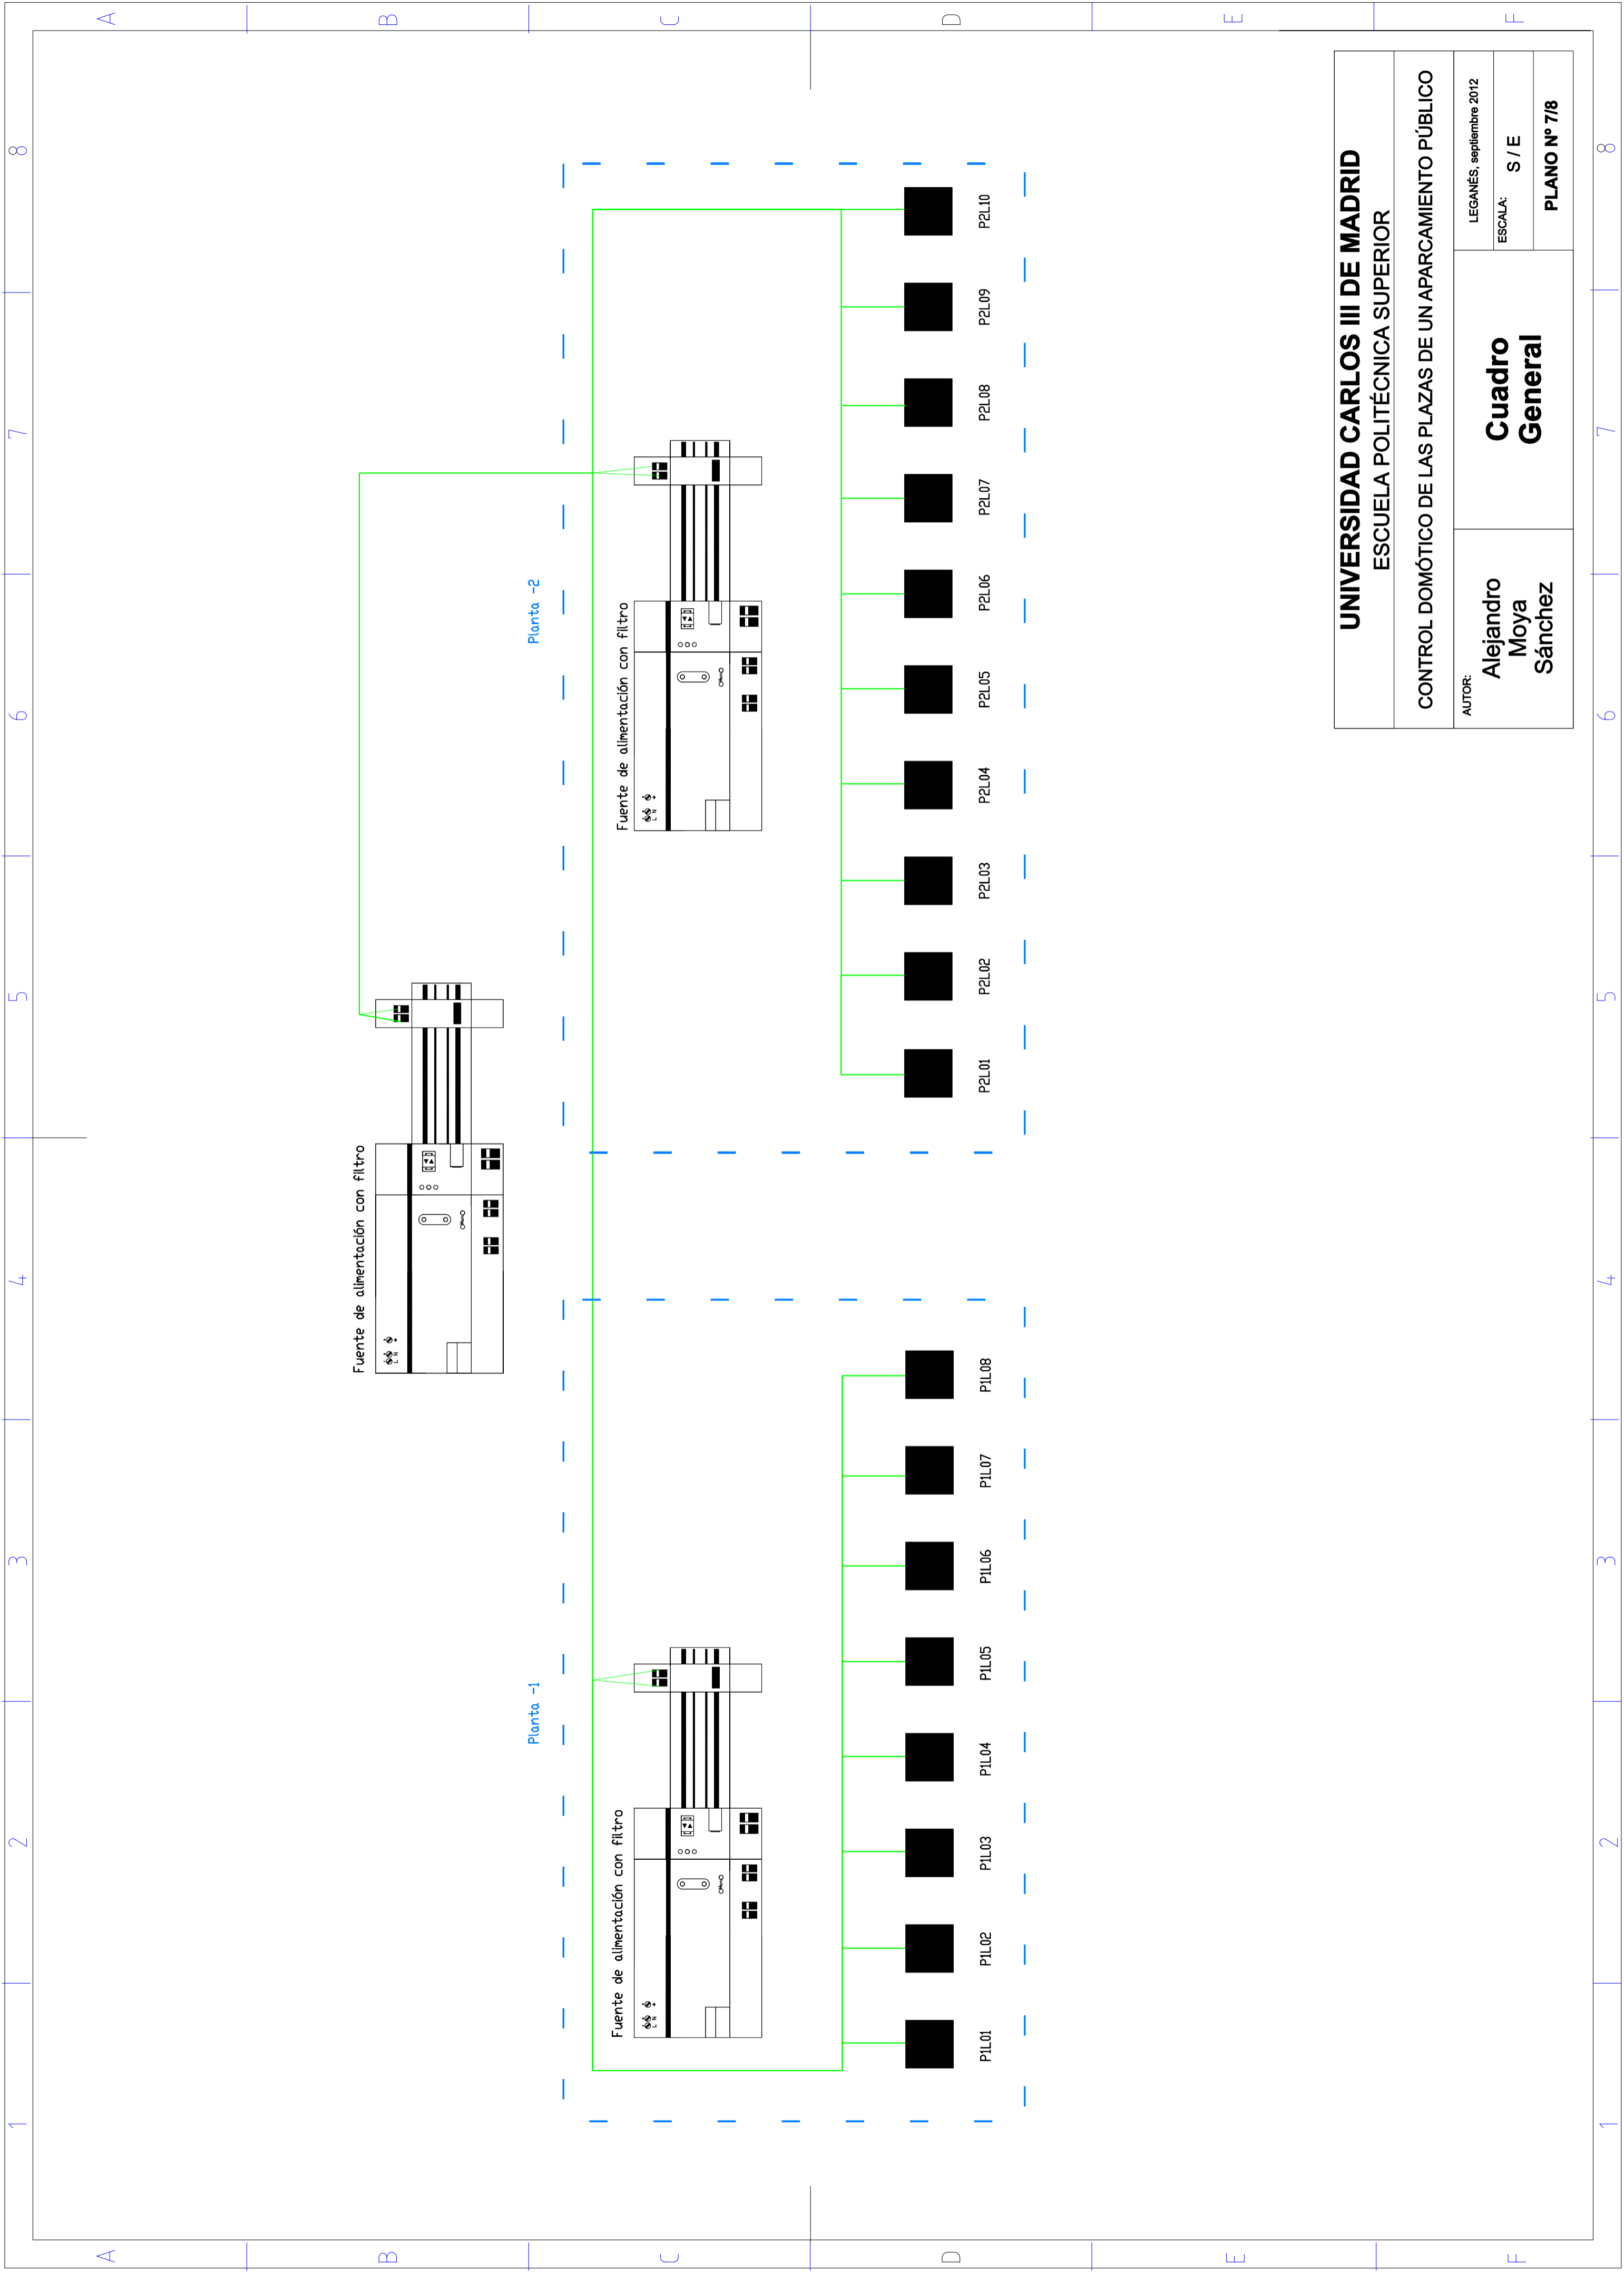 1 2 3 4 5 6 7 8
A A
B B
Fuente de alimentación con filtro
L N
Planta -1
Planta -2
C C
Fuente de alimentación con filtro
L N
Fuente de alimentación con filtro
L N
D D
P1L01 P1L02 P1L03 P1L04 P1L05 P1L06 P1L07 P1L08
P2L01 P2L02 P2L03 P2L04 P2L05 P2L06 P2L07 P2L08 P2L09 P2L10
E E
UNIVERSIDAD CARLOS III DE MADRID
ESCUELA POLITÉCNICA SUPERIOR
CONTROL DOMÓTICO DE LAS PLAZAS DE UN APARCAMIENTO PÚBLICO
AUTOR:
Alejandro
Moya
Sánchez
Cuadro
General
LEGANÉS, septiembre 2012
ESCALA:
S / E
PLANO Nº 7/8
F F
1 2 3 4 5 6 7 8